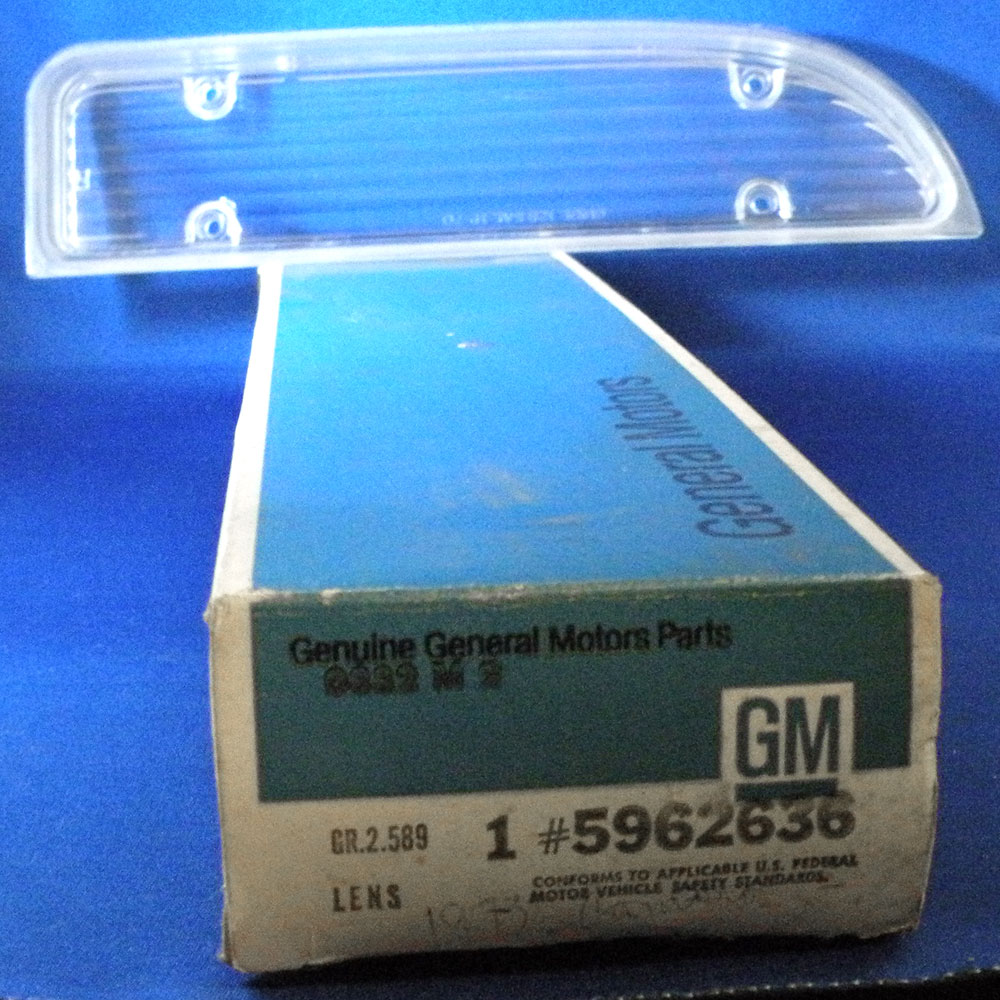 General Motors
Genuine General Motors Parts
GM
GR.2.589
1 #5962636
LENS
CONFORMS TO APPLICABLE U.S. FEDERAL
MOTOR VEHICLE SAFETY STANDARDS.